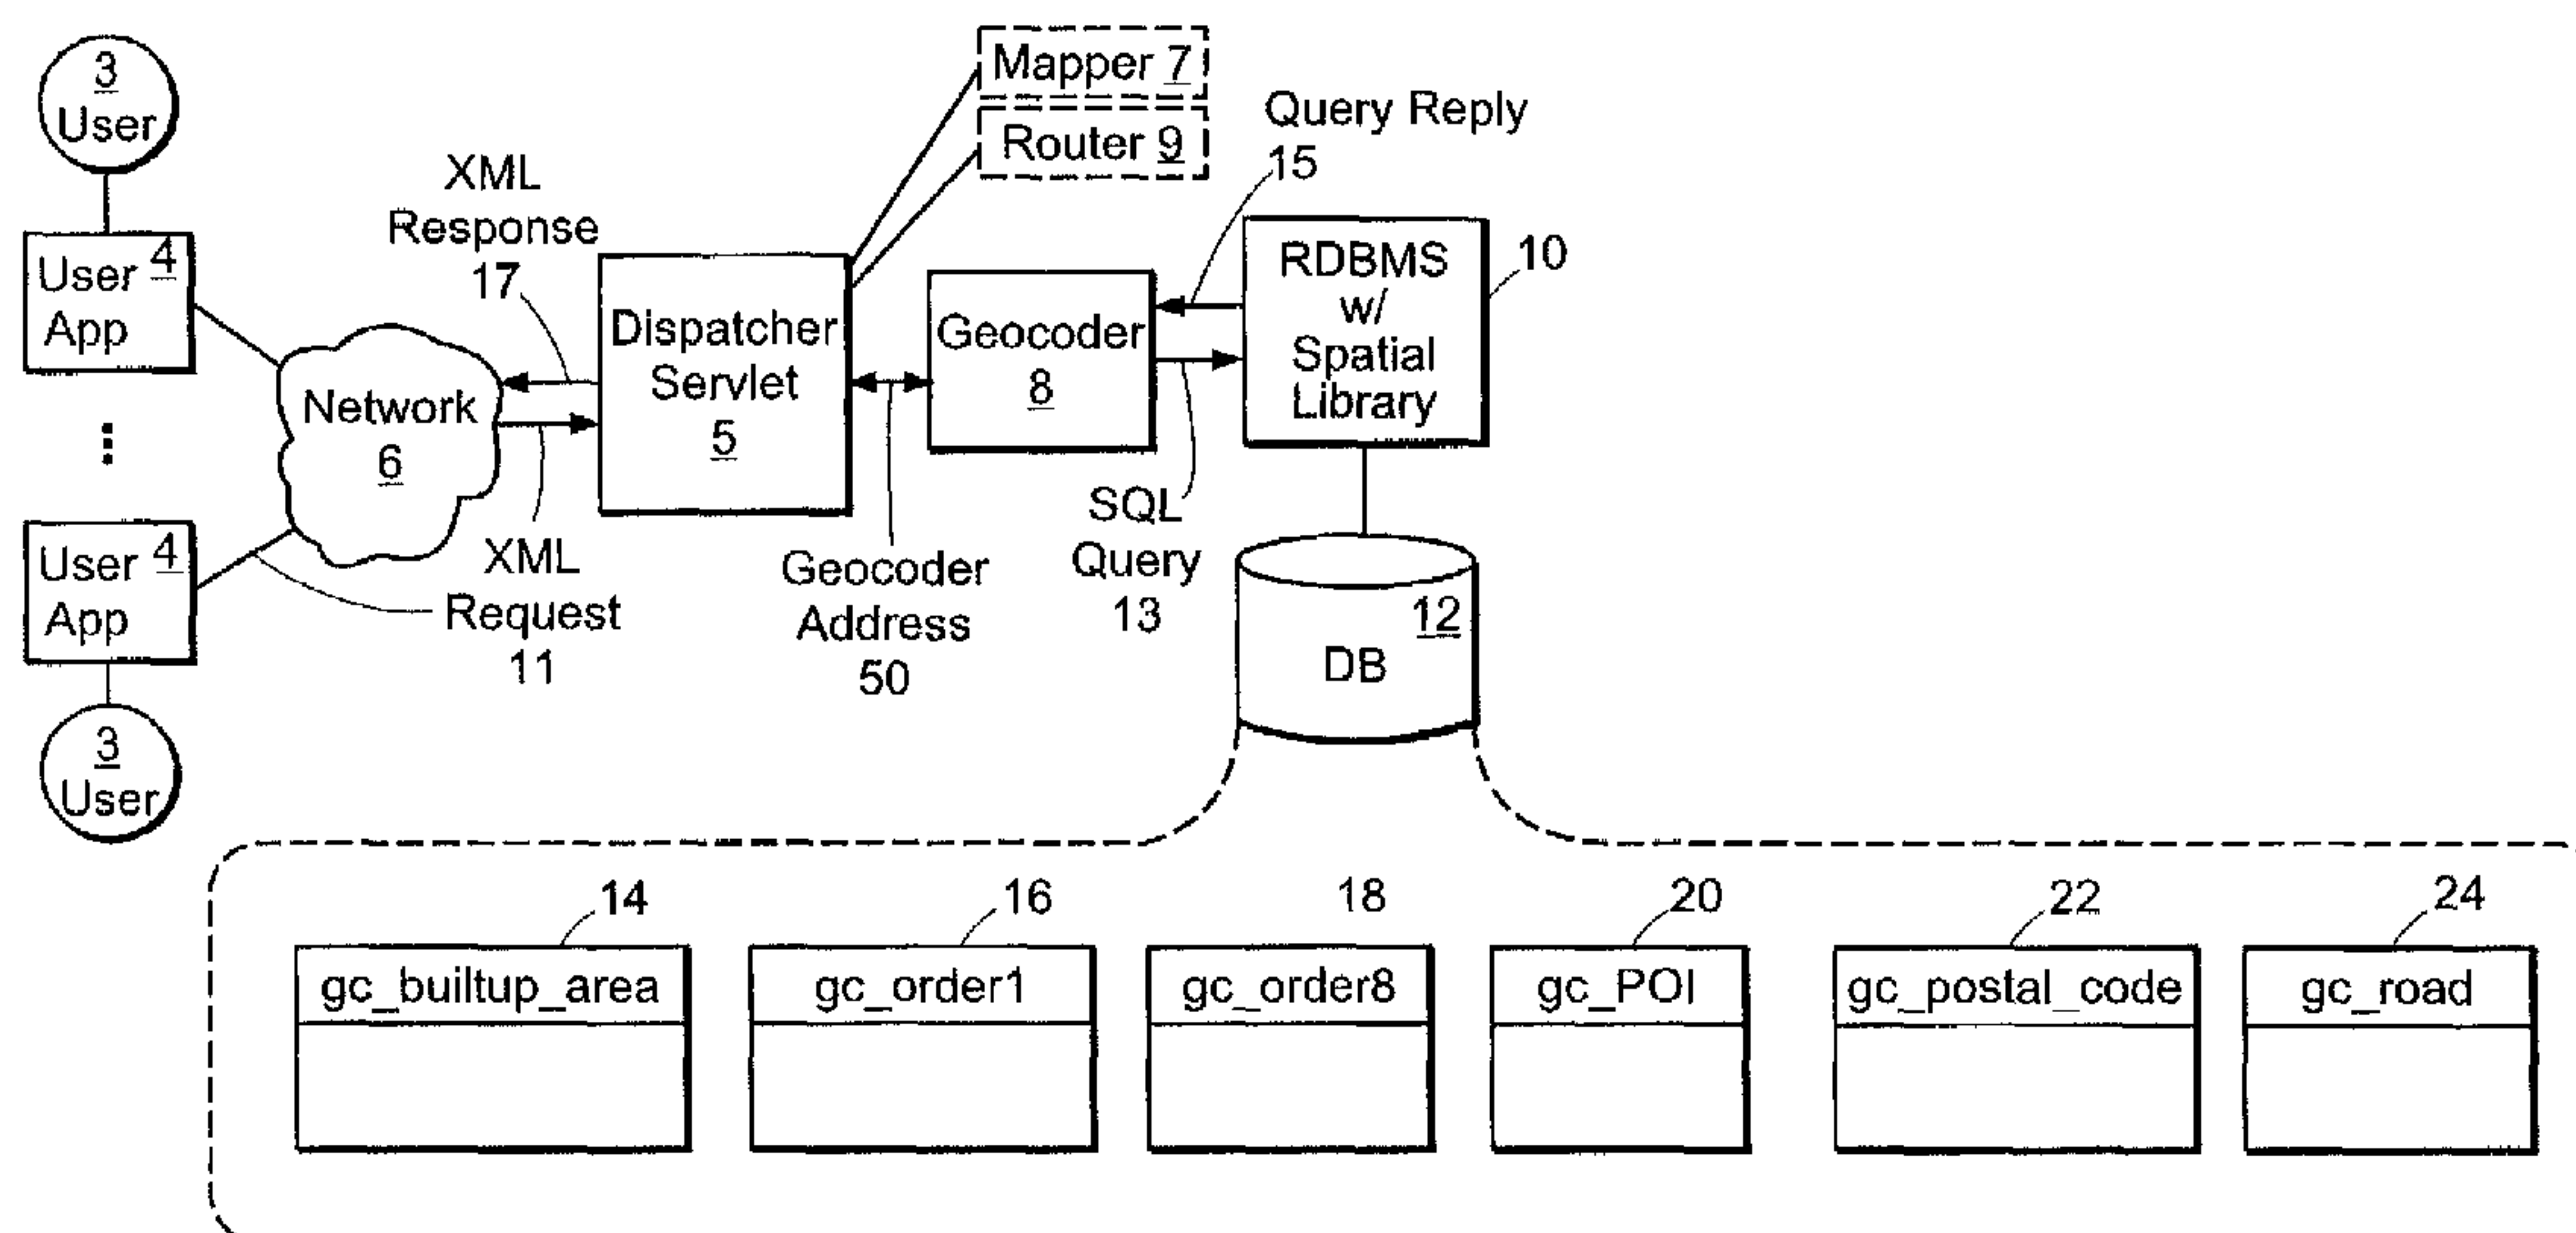 3
User
User 4
App
Network
6
User 4
App
3
User
XML
Response
17
XML
Request
11
Dispatcher
Servlet
5
Mapper 7
Router 9
Geocoder
Address
50
Geocoder
8
Query Reply
15
SQL
Query
13
RDBMS
w/
Spatial
Library
10
12
DB
14
gc_builtup_area
16
gc_order1
18
gc_order8
20
gc_POI
22
gc_postal_code
24
gc_road